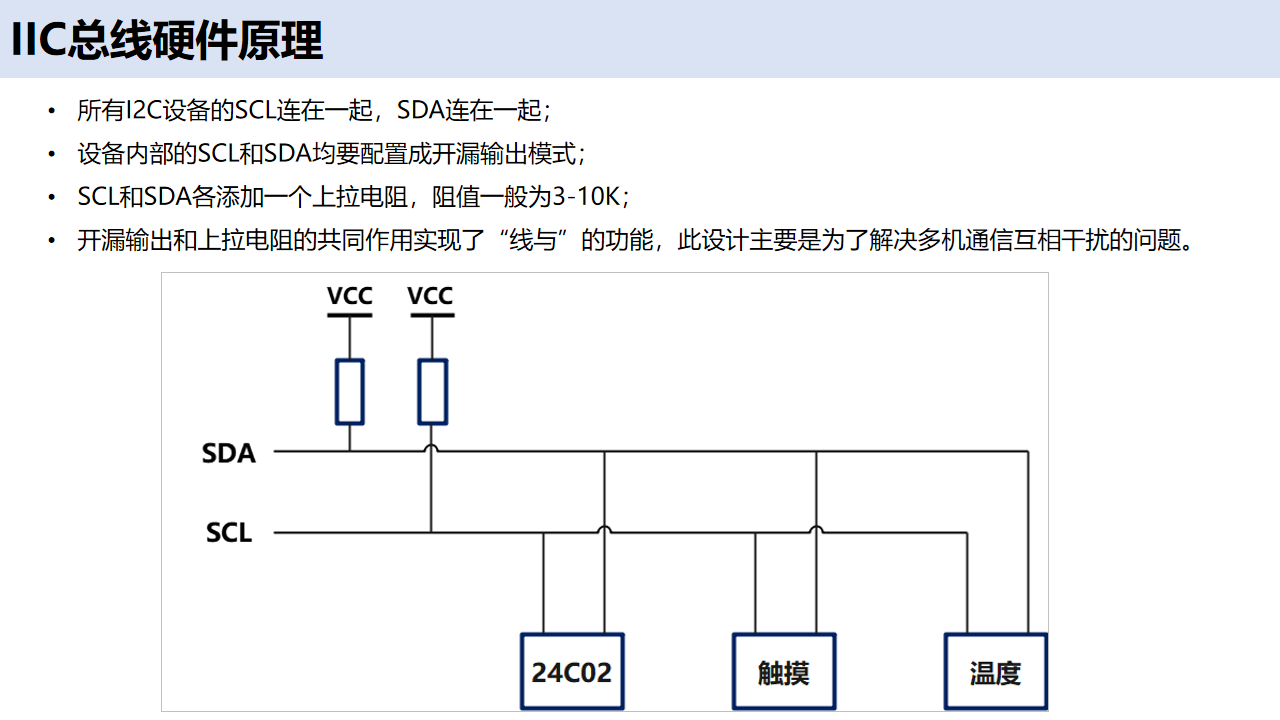 IIC总线硬件原理
• 所有I2C设备的SCL连在一起，SDA连在一起；
• 设备内部的SCL和SDA均要配置成开漏输出模式；
• SCL和SDA各添加一个上拉电阻，阻值一般为3-10K；
• 开漏输出和上拉电阻的共同作用实现了“线与”的功能，此设计主要是为了解决多机通信互相干扰的问题。
VCC VCC
SDA
SCL
24C02 触摸 温度